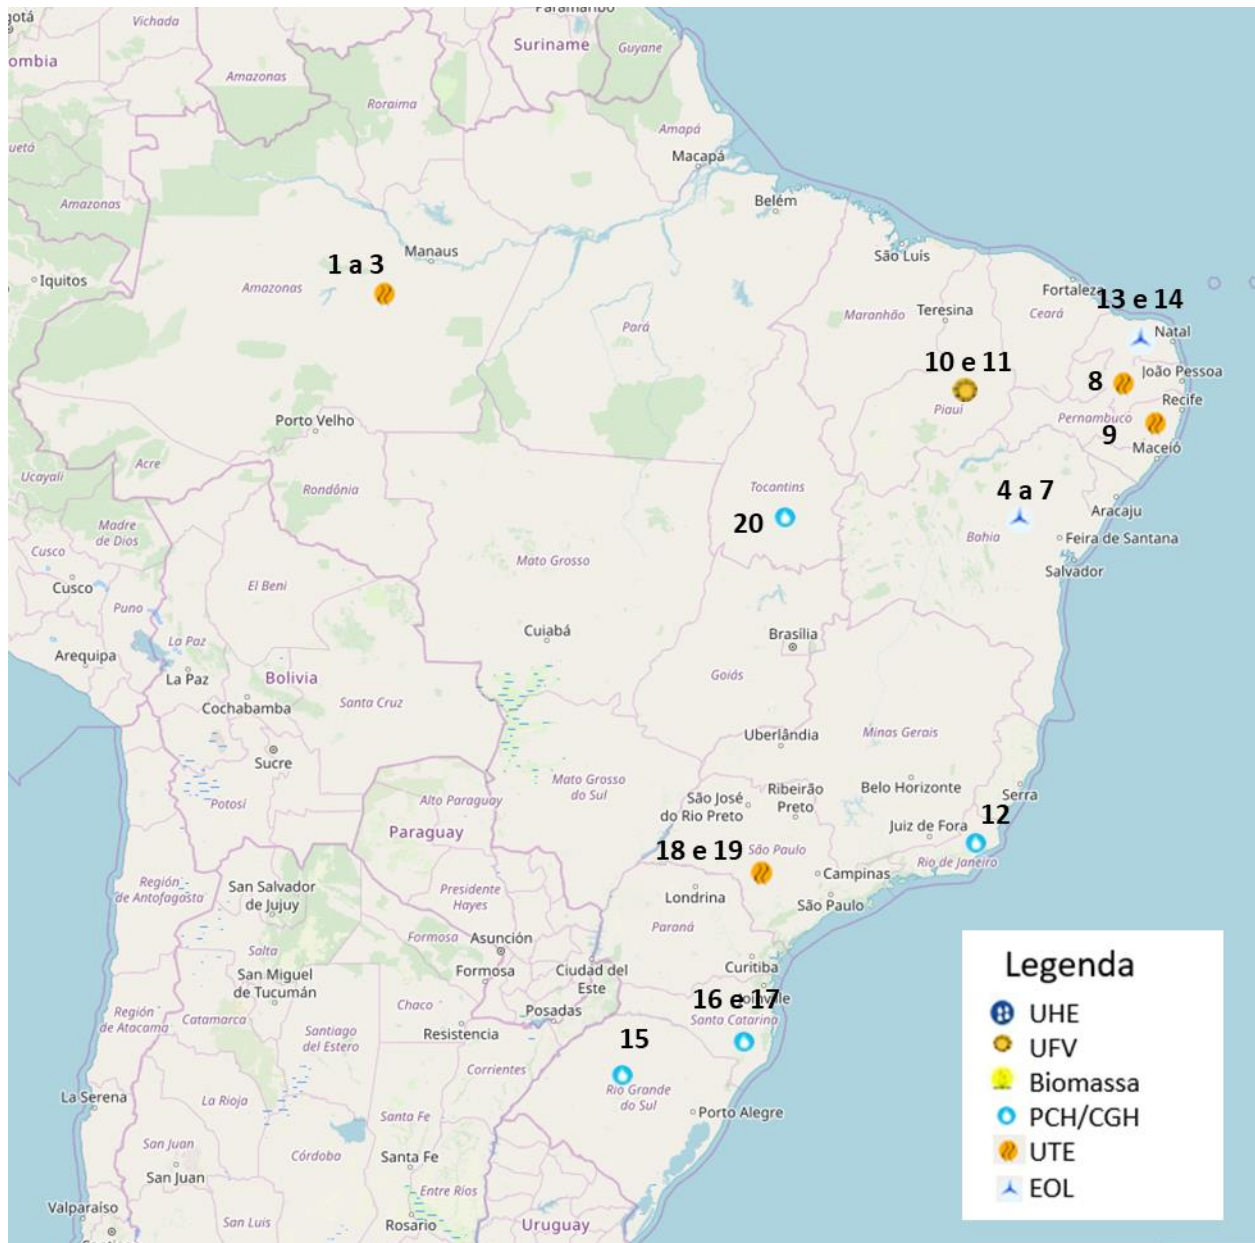 gotá
Vichada
Paramaribo
ombia
Suriname
Guyane
Amazonas
Roraima
Amapá
Macapá
uetá
Amazonas
Belém
Manaus
São Luís
1 a 3
Iquitos
Amazonas
Fortaleza
13 e 14
Maranhão
Teresina
Ceará
Pará
Natal
10 e 11
João Pessoa
8
Recife
Piauí
Pernambuco
Porto Velho
9
Maceió
Acre
Ucayali
Rondônia
Tocantins
4 a 7
Aracaju
Madre
de Dios
20
Bahia
Feira de Santana
Cusco
Mato Grosso
Salvador
Cusco
El Beni
Puno
Cuiabá
Brasília
La Paz
Arequipa
La Paz
Bolivia
Goiás
Santa Cruz
Cochabamba
Uberlândia
Minas Gerais
Sucre
Mato Grosso
do Sul
Ribeirão
Preto
Belo Horizonte
São José
do Rio Preto
Serra
Potosí
Alto Paraguay
12
Paraguay
Juiz de Fora
18 e 19
São Paulo
Rio de Janeiro
Campinas
Región
de Antofagasta
San Salvador
de Jujuy
Presidente
Hayes
Londrina
São Paulo
Paraná
Salta
Formosa
Asunción
Legenda
San Miguel
de Tucumán
Formosa
Ciudad del
Este
Curitiba
16 e 17
Joinville
Región
de Atacama
Catamarca
Chaco
Posadas
Santa Catarina
UHE
Santiago
del Estero
Resistencia
15
UFV
Corrientes
Biomassa
La Serena
La Rioja
Rio Grande
do Sul
Santa Fe
Porto Alegre
PCH/CGH
San Juan
Córdoba
Santa Fe
UTE
San Juan
Entre Ríos
EOL
Valparaíso
San Luis
Rosario
Uruguay